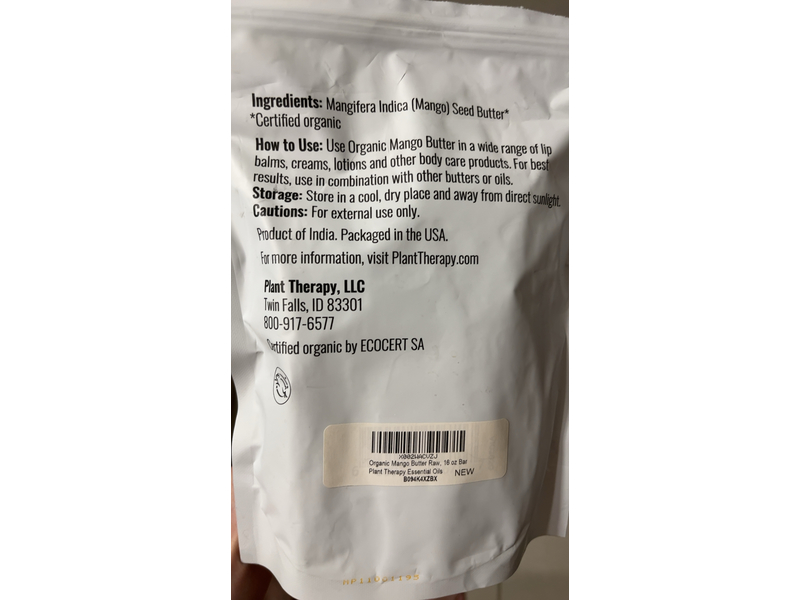 Ingredients: Mangifera Indica (Mango) Seed Butter*
*Certified organic
How to Use: Use Organic Mango Butter in a wide range of lip
balms, creams, lotions and other body care products. For best
results, use in combination with other butters or oils.
Storage: Store in a cool, dry place and away from direct sunlight.
Cautions: For external use only.
Product of India. Packaged in the USA.
For more information, visit PlantTherapy.com
Plant Therapy, LLC
Twin Falls, ID 83301
800-917-6577
Certified organic by ECOCERT SA
X002WACVZJ
Organic Mango Butter Raw, 16 oz Bar
Plant Therapy Essential Oils NEW
B094K4XZBX